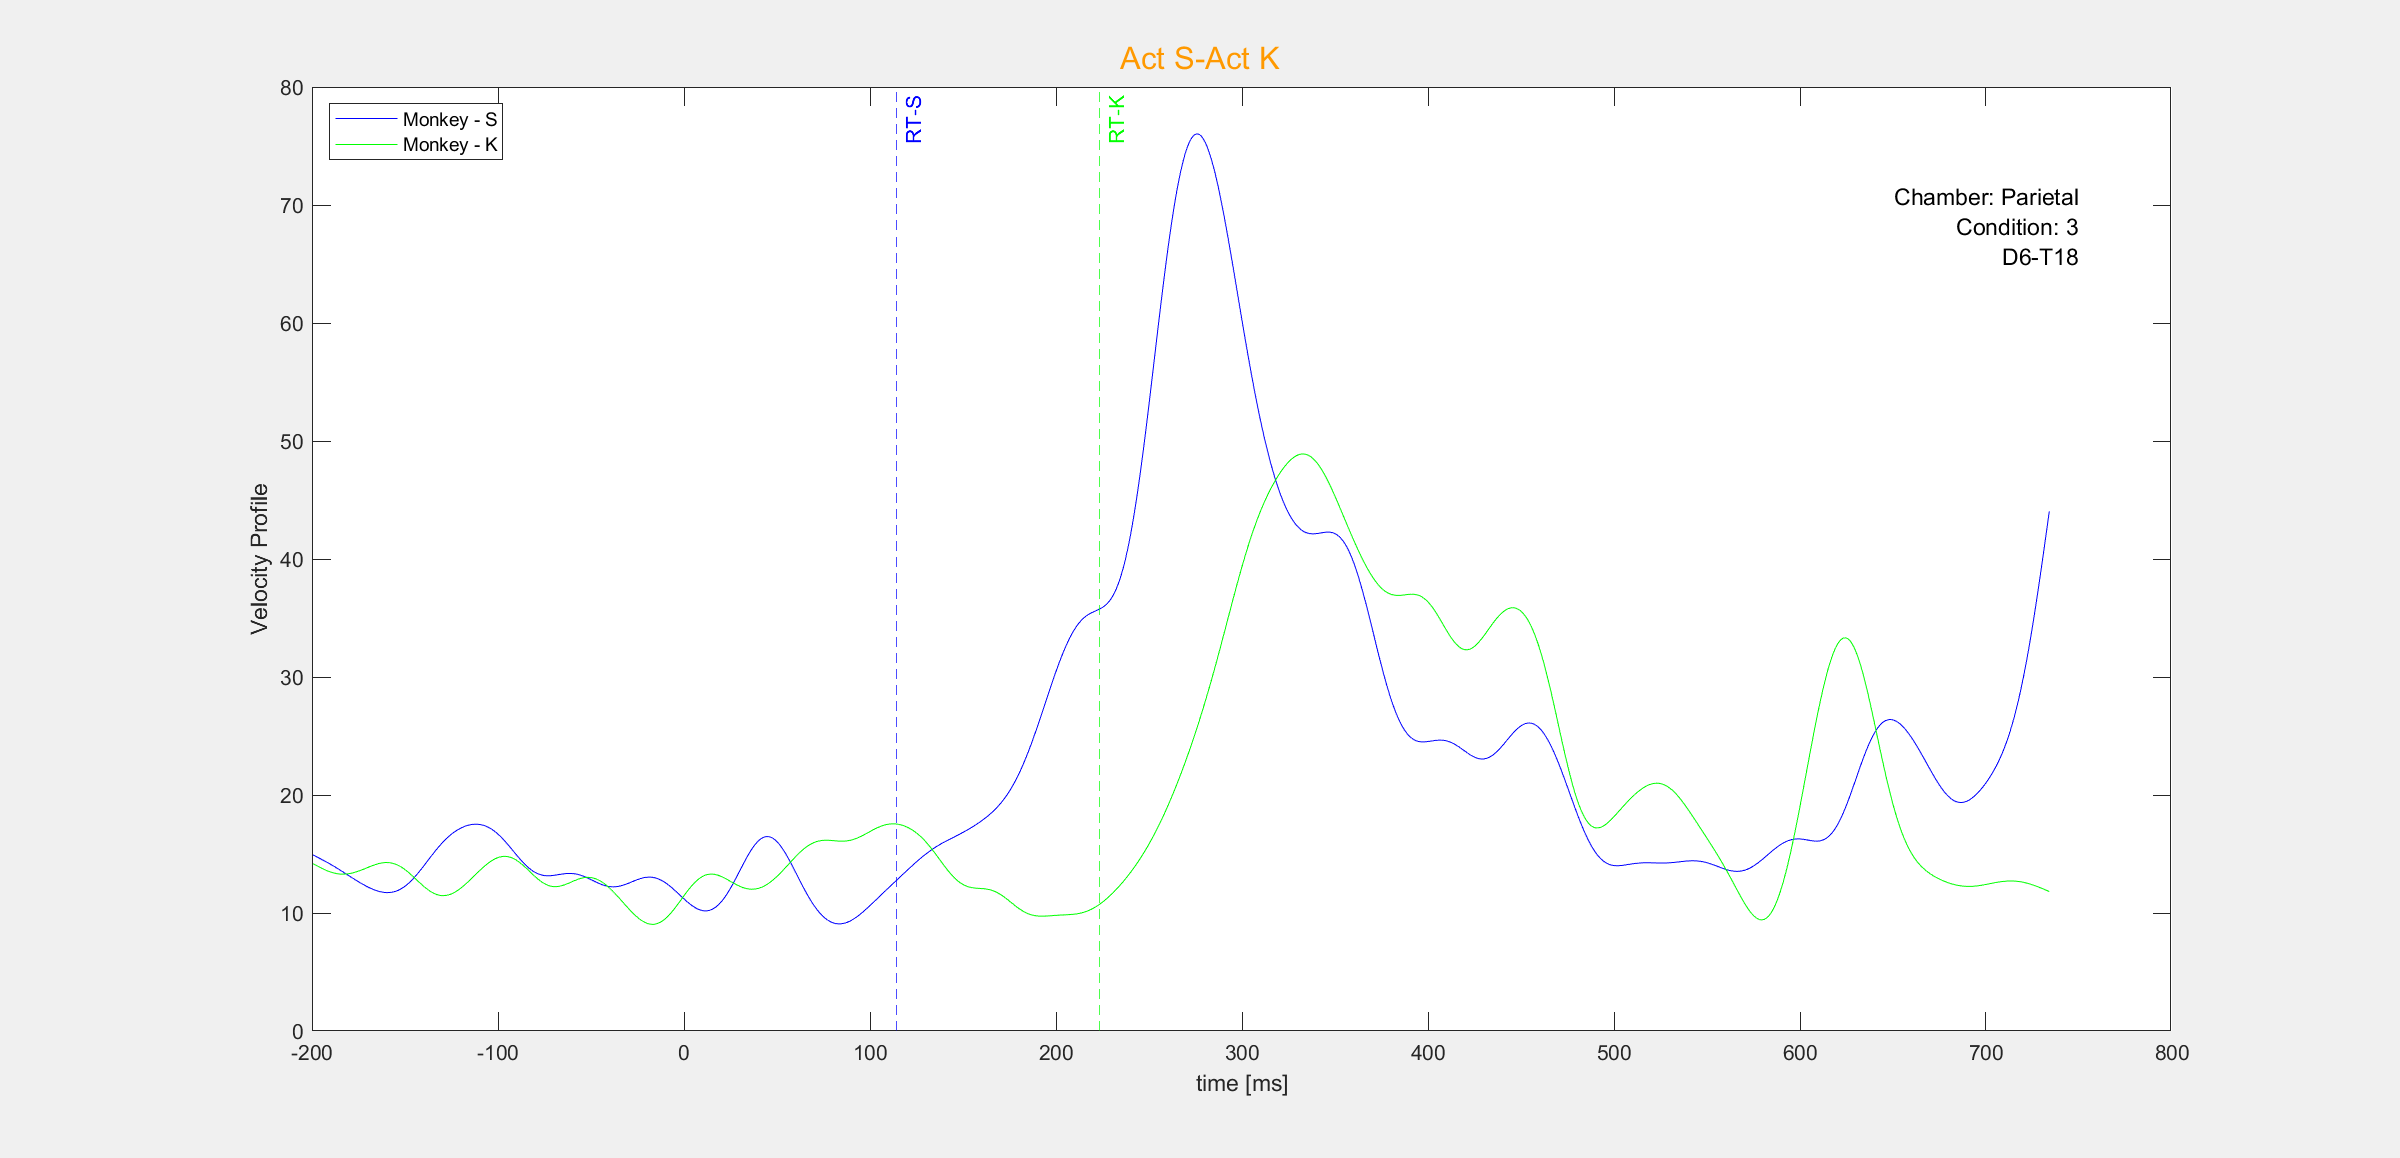 Act S-Act K
Monkey - S
Monkey - K
RT-S
RT-K
Chamber: Parietal
Condition: 3
D6-T18
Velocity Profile
80
70
60
50
40
30
20
10
0
-200 -100 0 100 200 300 400 500 600 700 800
time [ms]